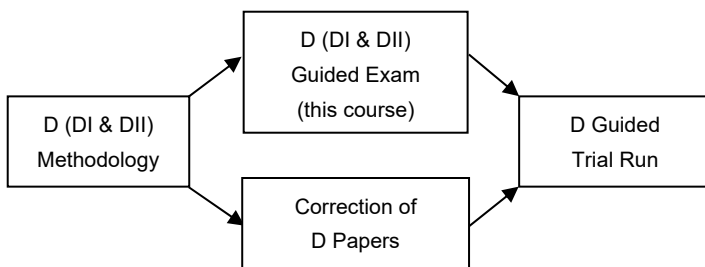 D (DI & DII)
Methodology
D (DI & DII)
Guided Exam
(this course)
Correction of
D Papers
D Guided
Trial Run